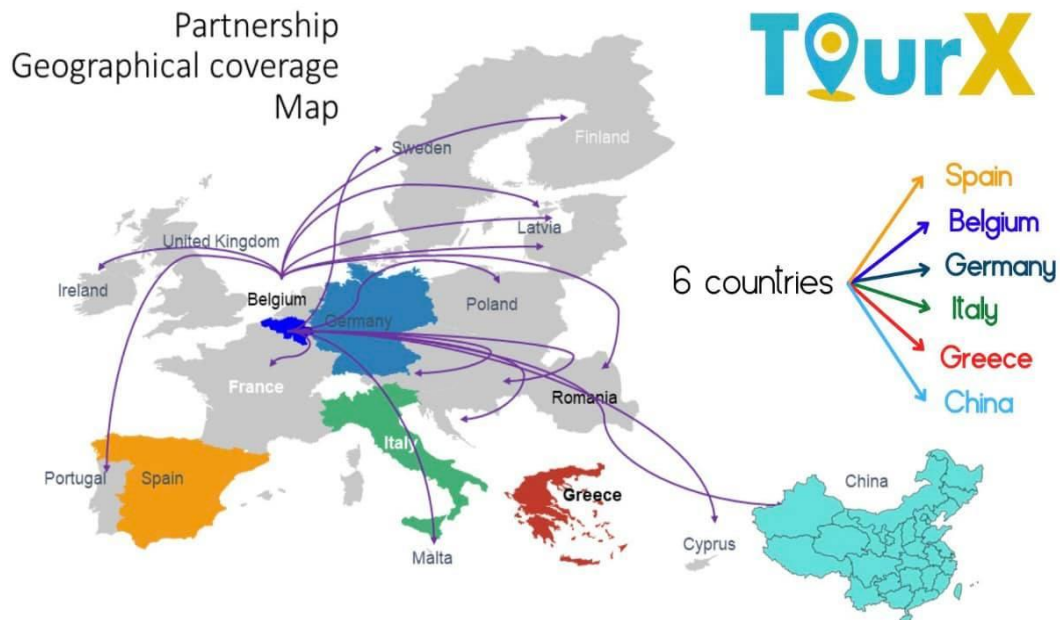 Partnership
Geographical coverage
Map
TourX
Finland
Sweden
Latvia
United Kingdom
Ireland
Belgium
Germany
Poland
France
Romania
Italy
Portugal
Spain
Greece
Malta
Cyprus
China
6 countries
Spain
Belgium
Germany
Italy
Greece
China